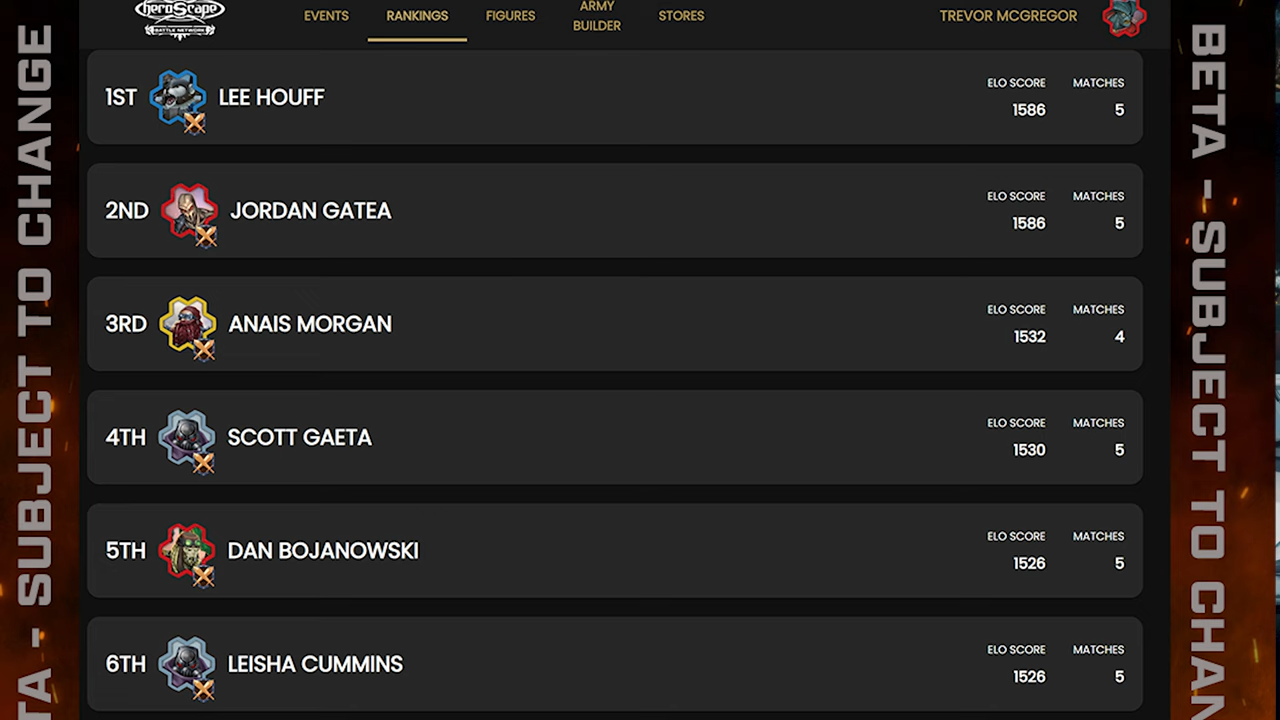 heroscape
BATTLE NETWORK
EVENTS
RANKINGS
FIGURES
ARMY
BUILDER
STORES
TREVOR MCGREGOR
1ST
LEE HOUFF
ELO SCORE
MATCHES
1586
5
2ND
JORDAN GATEA
ELO SCORE
MATCHES
1586
5
3RD
ANAIS MORGAN
ELO SCORE
MATCHES
1532
4
4TH
SCOTT GAETA
ELO SCORE
MATCHES
1530
5
5TH
DAN BOJANOWSKI
ELO SCORE
MATCHES
1526
5
6TH
LEISHA CUMMINS
ELO SCORE
MATCHES
1526
5
TA - SUBJECT TO CHANGE
BETA - SUBJECT TO CHAN